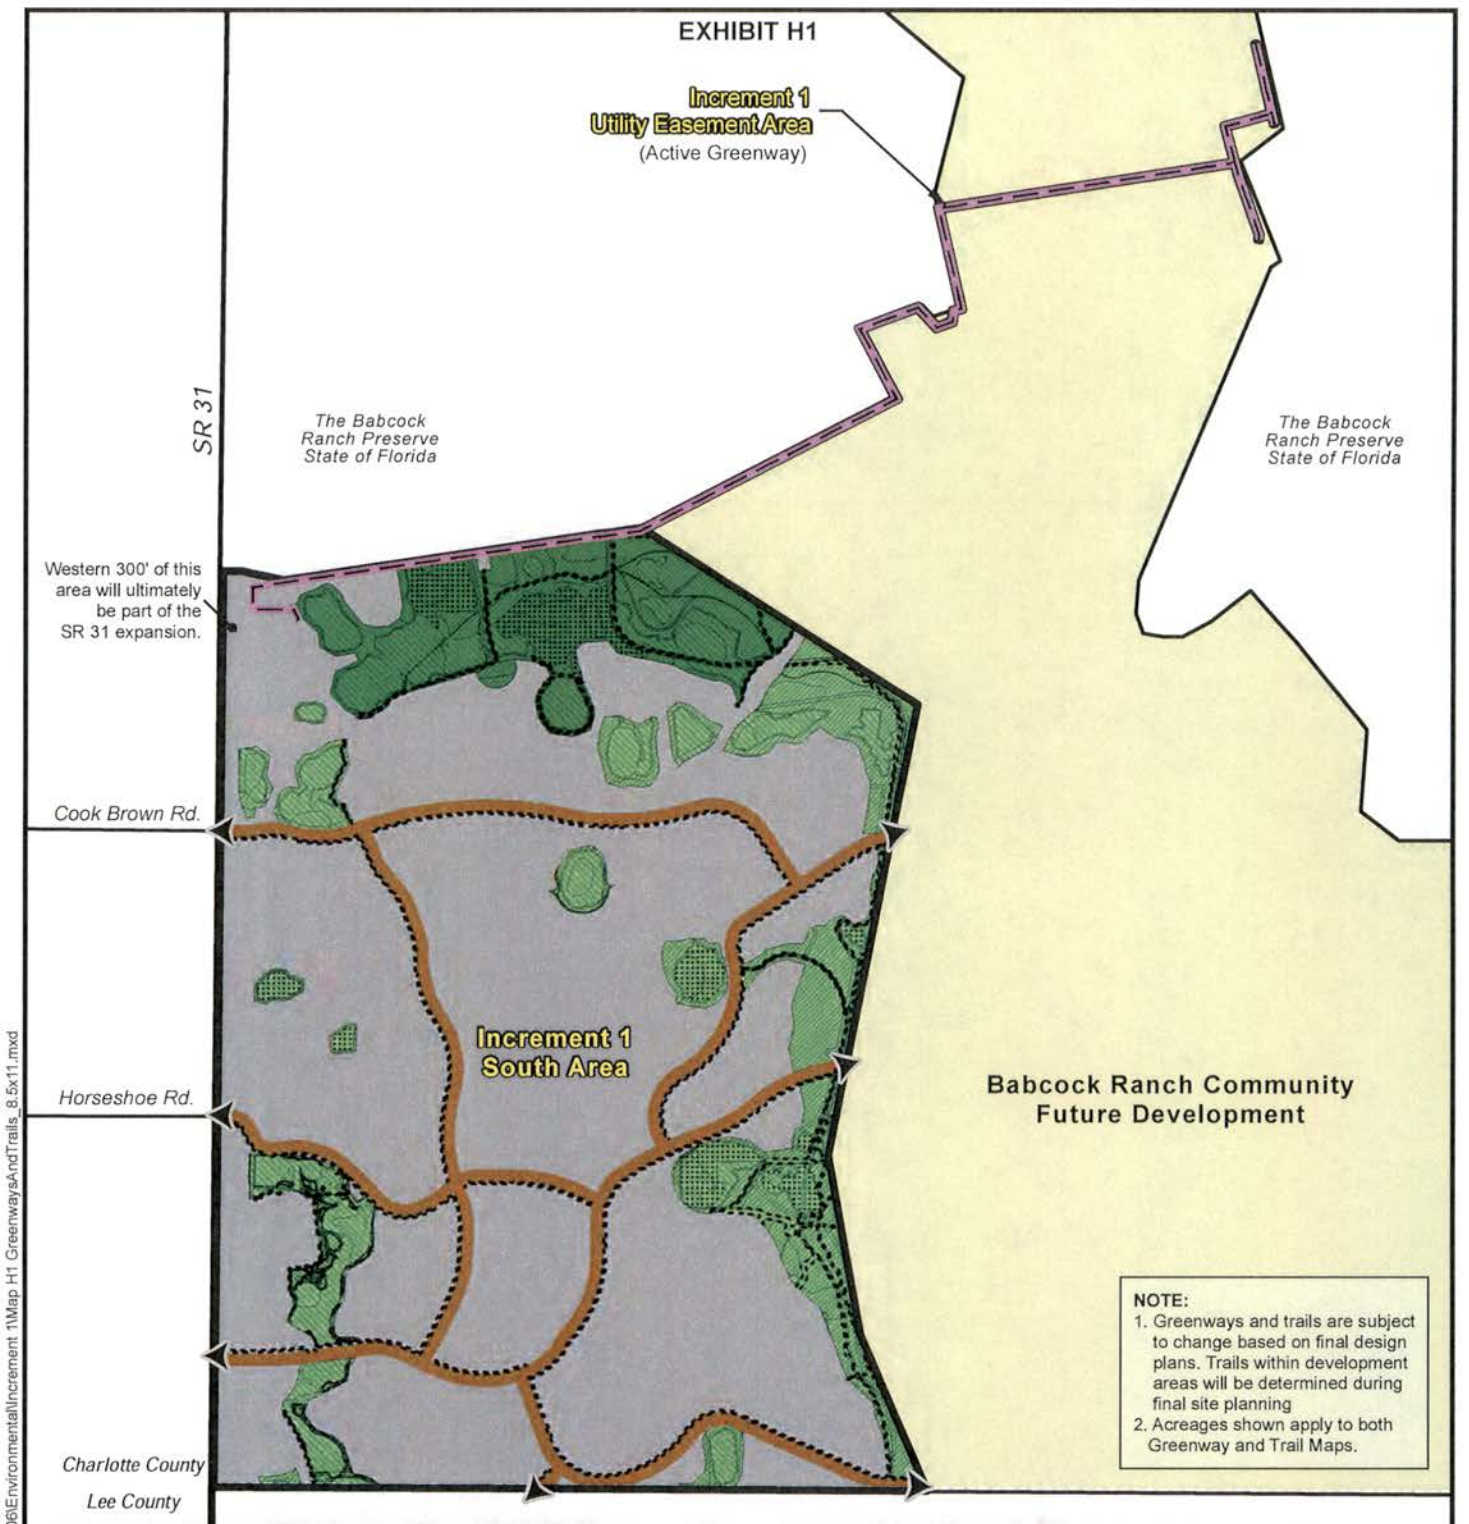 EXHIBIT H1
Increment 1
Utility Easement Area
(Active Greenway)
SR 31
The Babcock
Ranch Preserve
State of Florida
The Babcock
Ranch Preserve
State of Florida
Western 300' of this
area will ultimately
be part of the
SR 31 expansion.
Cook Brown Rd.
Increment 1
South Area
Horseshoe Rd.
Babcock Ranch Community
Future Development
NOTE:
1. Greenways and trails are subject
to change based on final design
plans. Trails within development
areas will be determined during
final site planning
2. Acreages shown apply to both
Greenway and Trail Maps.
Charlotte County
Lee County
06\Environmental\Increment 1\Map H1 GreenwaysAndTrails_8.5x11.mxd